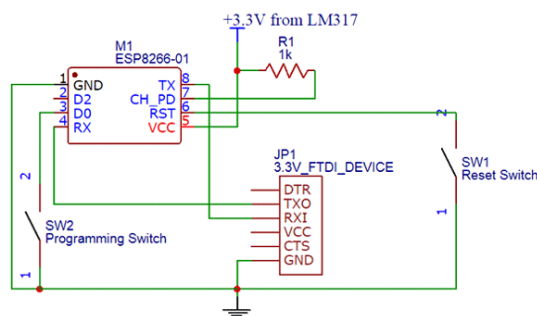 +3.3V from LM317
M1
ESP8266-01
R1
1k
1 GND TX 8
2 D2 CH_PD 7
3 D0 RST 6
4 RX VCC 5
2
SW1
Reset Switch
1
JP1
3.3V_FTDI_DEVICE
DTR
TXO
RXI
VCC
CTS
GND
2
SW2
Programming Switch
1